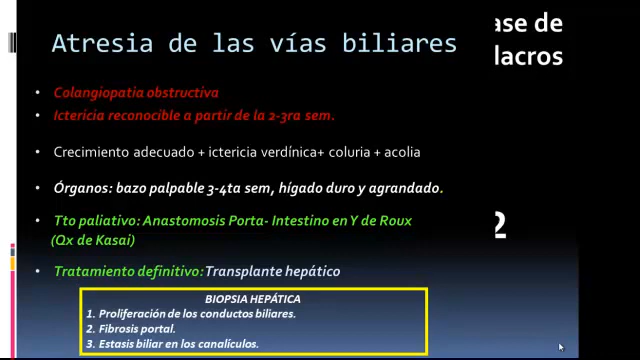 Atresia de las vías biliares
ase de
lacros
• Colangiopatia obstructiva
• Ictericia reconocible a partir de la 2-3ra sem.
• Crecimiento adecuado + ictericia verdínica+ coluria + acolia
• Órganos: bazo palpable 3-4ta sem, hígado duro y agrandado.
2
• Tto paliativo: Anastomosis Porta- Intestino en Y de Roux
(Qx de Kasai)
• Tratamiento definitivo: Transplante hepático
BIOPSIA HEPÁTICA
1. Proliferación de los conductos biliares.
2. Fibrosis portal.
3. Estasis biliar en los canalículos.